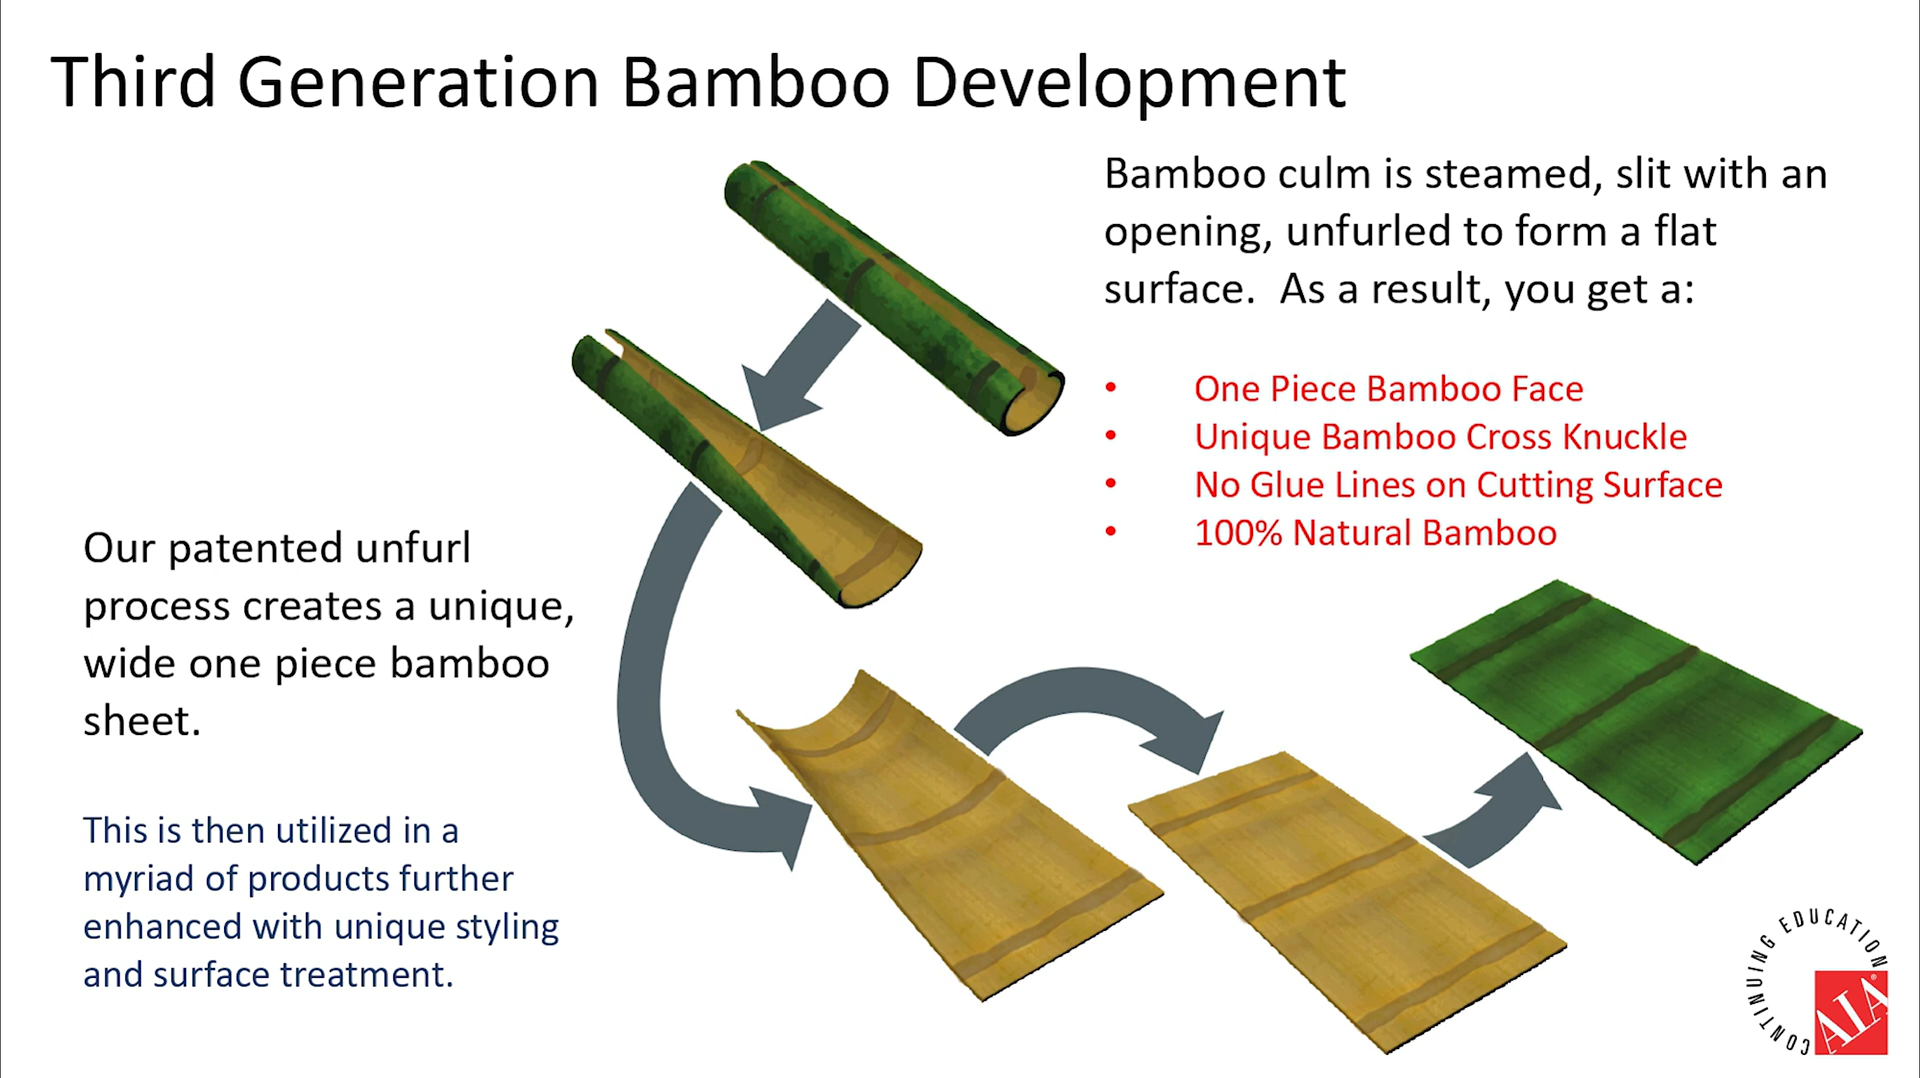 Third Generation Bamboo Development
Bamboo culm is steamed, slit with an
opening, unfurled to form a flat
surface.  As a result, you get a:
• One Piece Bamboo Face
• Unique Bamboo Cross Knuckle
• No Glue Lines on Cutting Surface
• 100% Natural Bamboo
Our patented unfurl
process creates a unique,
wide one piece bamboo
sheet.
This is then utilized in a
myriad of products further
enhanced with unique styling
and surface treatment.
CONTINUING EDUCATION
AIA®